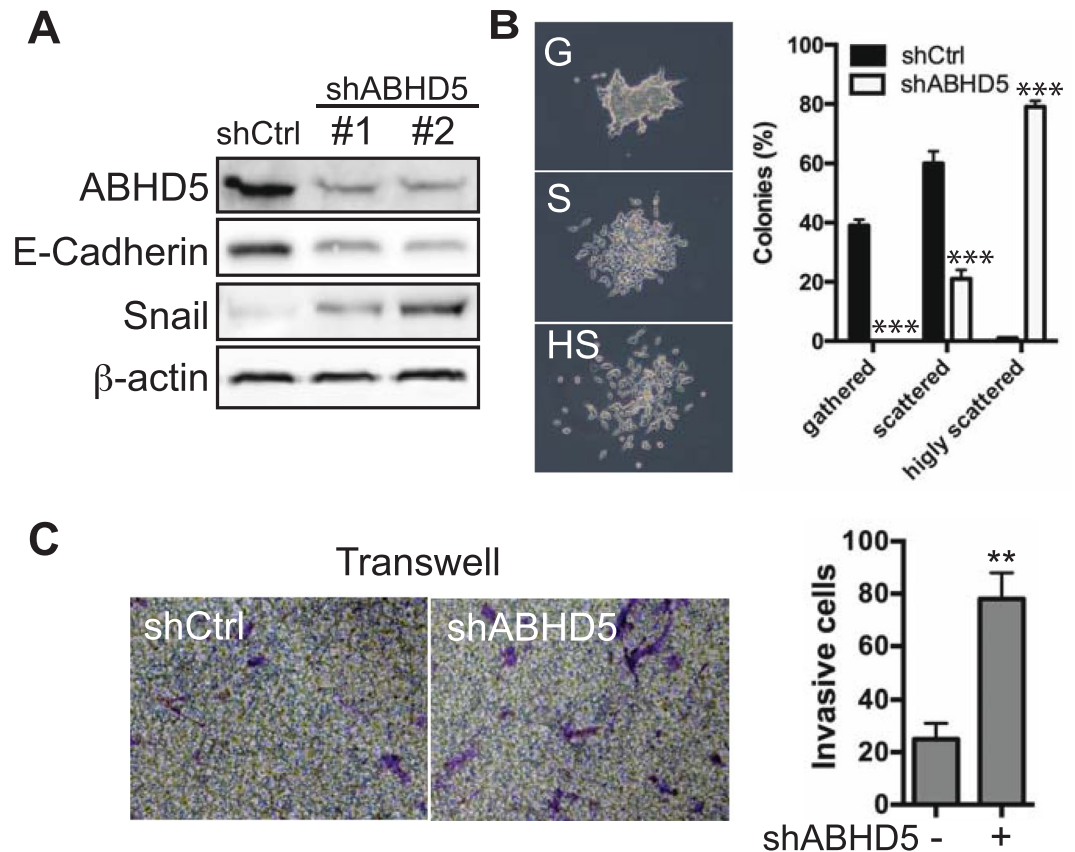 A
shABHD5
shCtrl #1 #2
ABHD5
E-Cadherin
Snail
β-actin
B
G
S
HS
100
80
60
40
20
0
Colonies (%)
shCtrl
shABHD5
***
***
***
gathered
scattered
higly scattered
C
Transwell
shCtrl
shABHD5
100
80
60
40
20
0
Invasive cells
**
shABHD5 - +